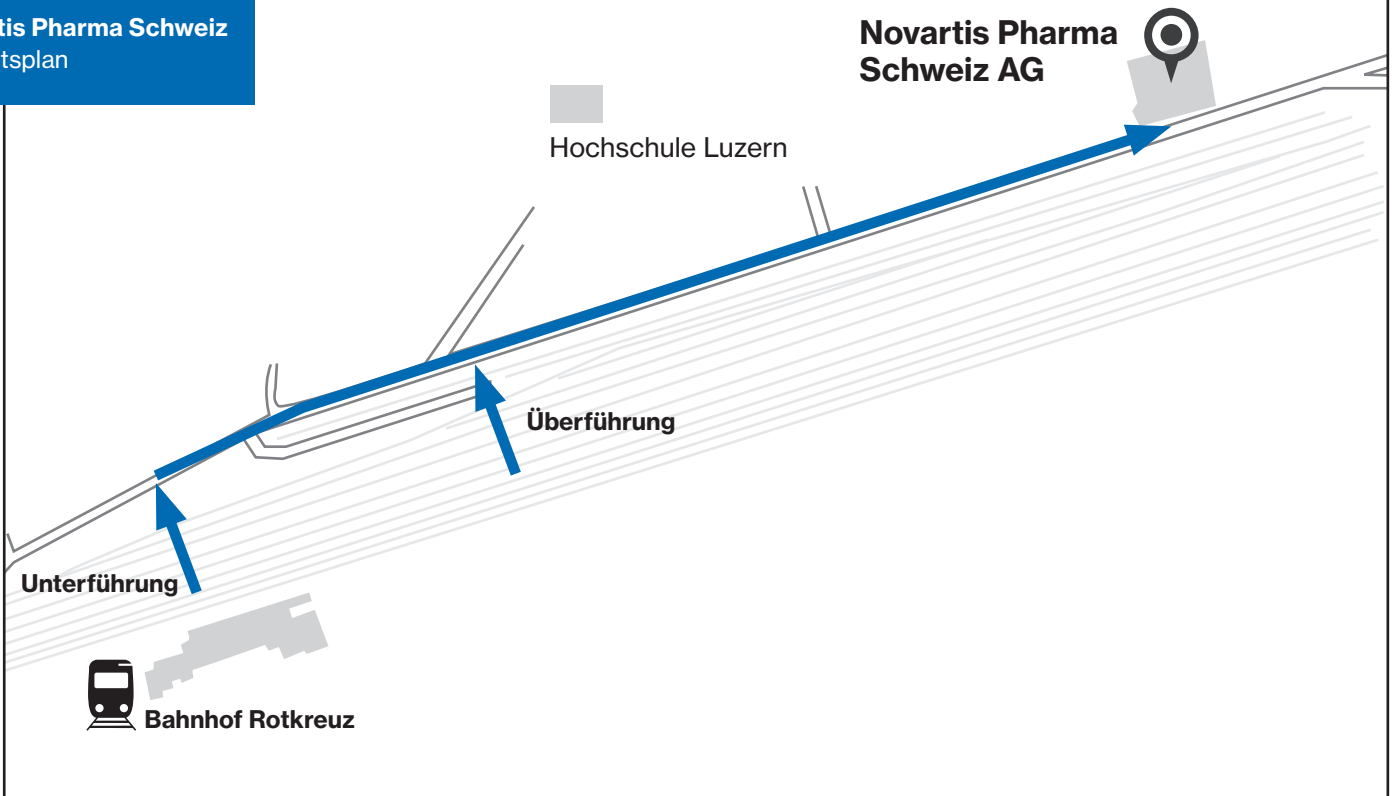 tis Pharma Schweiz
tsplan
Novartis Pharma
Schweiz AG
Hochschule Luzern
Überführung
Unterführung
Bahnhof Rotkreuz